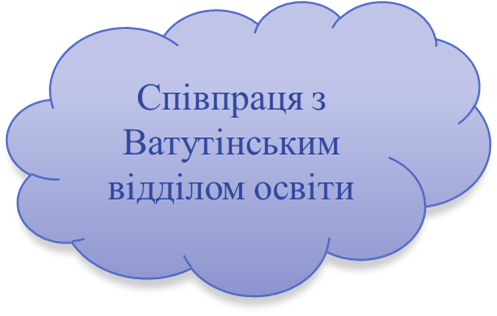 Співпраця з
Ватутінським
відділом освіти